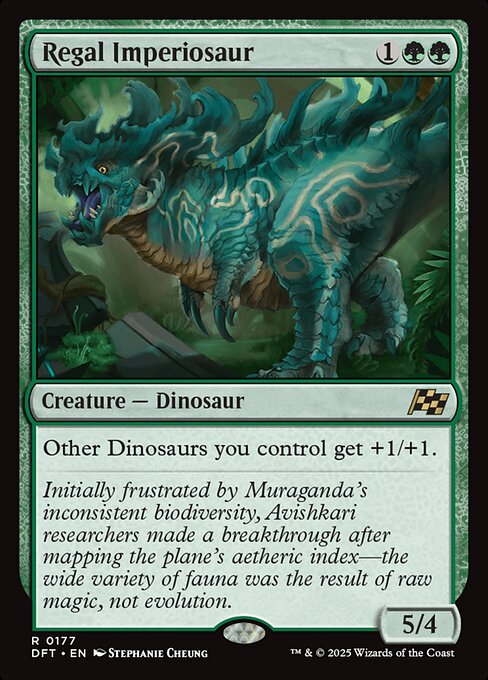 Regal Imperiosaur 1
Creature — Dinosaur
Other Dinosaurs you control get +1/+1.
Initially frustrated by Muraganda's
inconsistent biodiversity, Avishkari
researchers made a breakthrough after
mapping the plane's aetheric index—the
wide variety of fauna was the result of raw
magic, not evolution.
5/4
R 0177
DFT • EN Stephanie Cheung
™ & © 2025 Wizards of the Coast